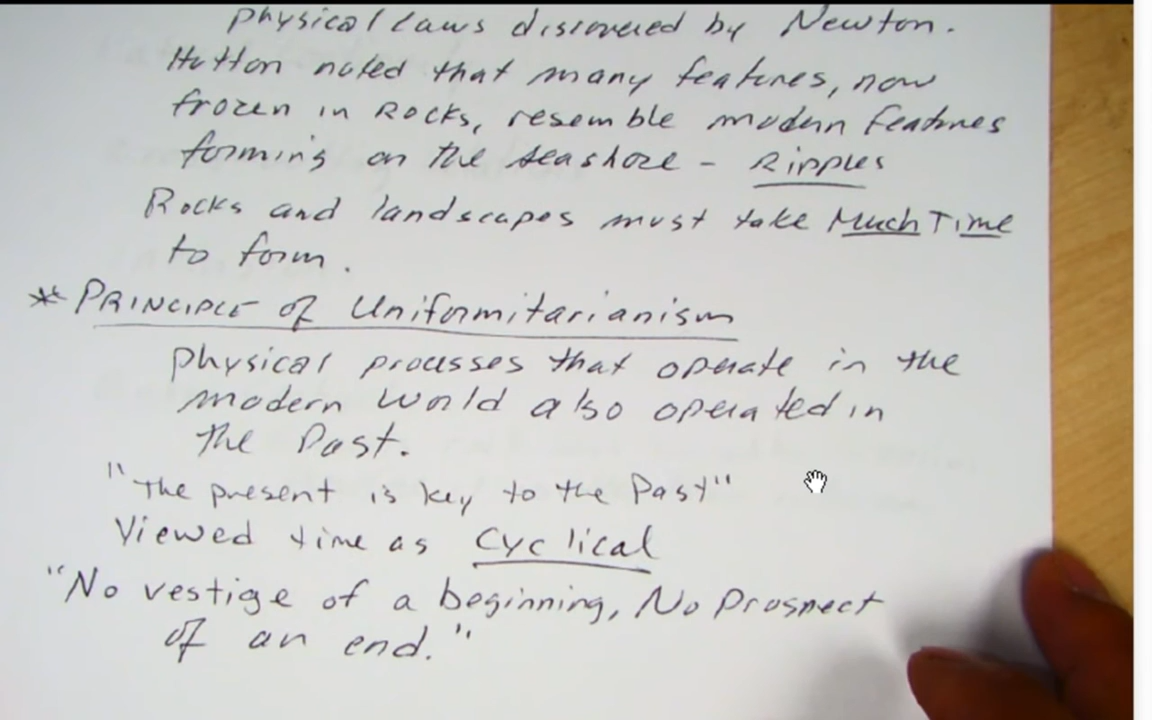 physical laws discovered by Newton.
Hutton noted that many features, now
frozen in Rocks, resemble modern features
forming on the seashore - Ripples
Rocks and landscapes must take Much Time
to form.
* PRINCIPLE of Uniformitarianism
physical processes that operate in the
modern world also operated in
the Past.
"The present is key to the Past"
Viewed time as Cyclical
"No vestige of a beginning, No Prospect
of an end."